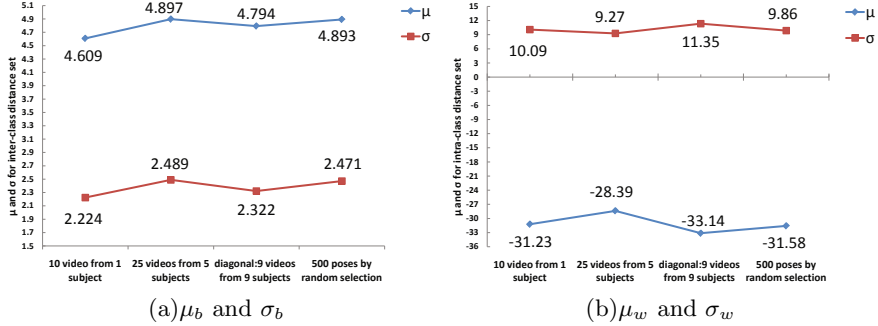 μ and σ for inter-class distance set
5.1
4.9
4.7
4.5
4.3
4.1
3.9
3.7
3.5
3.3
3.1
2.9
2.7
2.5
2.3
2.1
1.9
1.7
1.5
4.609
4.897
4.794
4.893
2.224
2.489
2.322
2.471
μ
σ
10 video from 1
subject
25 videos from 5
subjects
diagonal:9 videos
from 9 subjects
500 poses by
random selection
(a)μb and σb
μ and σ for intra-class distance set
15
12
9
6
3
0
-3
-6
-9
-12
-15
-18
-21
-24
-27
-30
-33
-36
10.09
9.27
11.35
9.86
-31.23
-28.39
-33.14
-31.58
μ
σ
10 video from 1
subject
25 videos from 5
subjects
diagonal:9 videos
from 9 subjects
500 poses by
random selection
(b)μw and σw